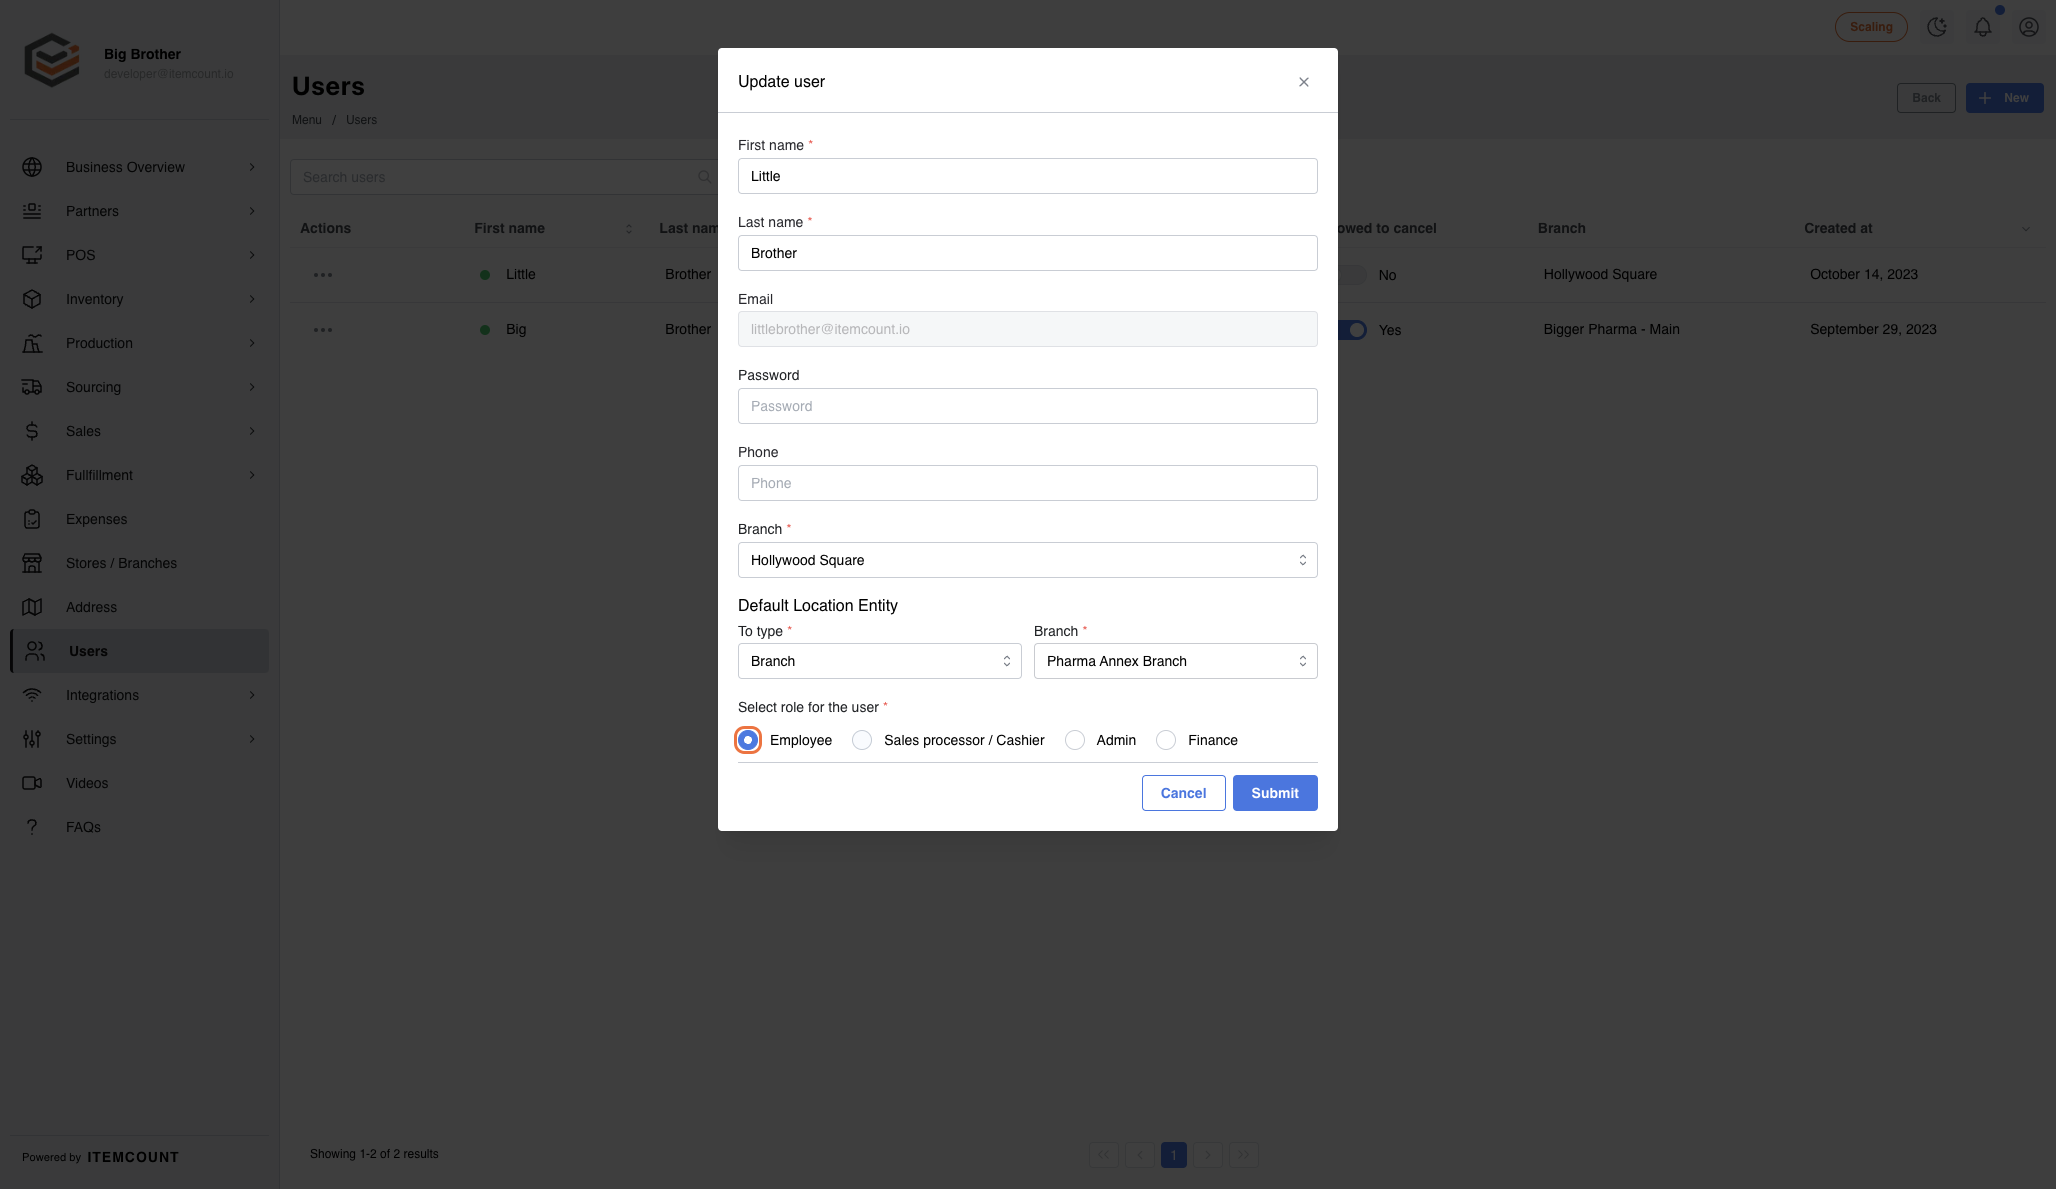 Big Brother
developer@itemcount.io
Business Overview
Partners
POS
Inventory
Production
Sourcing
Sales
Fullfillment
Expenses
Stores / Branches
Address
Users
Integrations
Settings
Videos
FAQs
Powered by ITEMCOUNT
Scaling
Users
Menu / Users
Back
+ New
Search users
Actions First name Last nam owed to cancel Branch Created at
Little Brother No Hollywood Square October 14, 2023
Big Brother Yes Bigger Pharma - Main September 29, 2023
Showing 1-2 of 2 results
<< < 1 > >>
Update user
First name *
Little
Last name *
Brother
Email
littlebrother@itemcount.io
Password
Password
Phone
Phone
Branch *
Hollywood Square
Default Location Entity
To type * Branch *
Branch Pharma Annex Branch
Select role for the user *
Employee Sales processor / Cashier Admin Finance
Cancel Submit